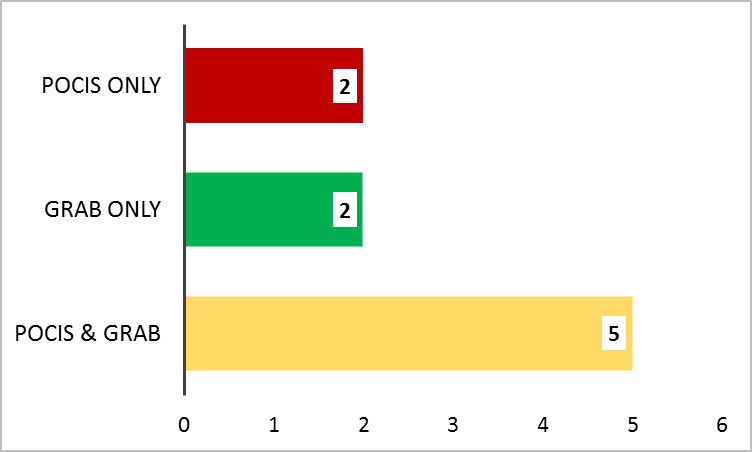 POCIS ONLY
2
GRAB ONLY
2
POCIS & GRAB
5
0 1 2 3 4 5 6